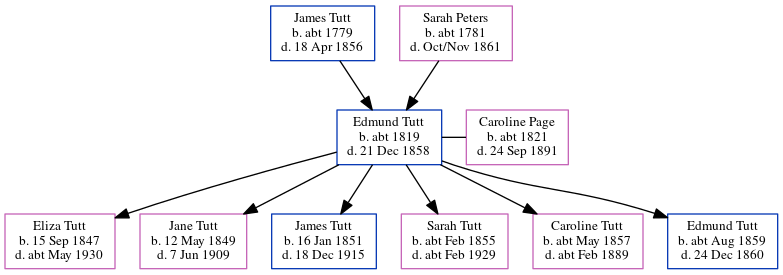 James Tutt
b. abt 1779
d. 18 Apr 1856
Sarah Peters
b. abt 1781
d. Oct/Nov 1861
Edmund Tutt
b. abt 1819
d. 21 Dec 1858
Caroline Page
b. abt 1821
d. 24 Sep 1891
Eliza Tutt
b. 15 Sep 1847
d. abt May 1930
Jane Tutt
b. 12 May 1849
d. 7 Jun 1909
James Tutt
b. 16 Jan 1851
d. 18 Dec 1915
Sarah Tutt
b. abt Feb 1855
d. abt Feb 1929
Caroline Tutt
b. abt May 1857
d. abt Feb 1889
Edmund Tutt
b. abt Aug 1859
d. 24 Dec 1860